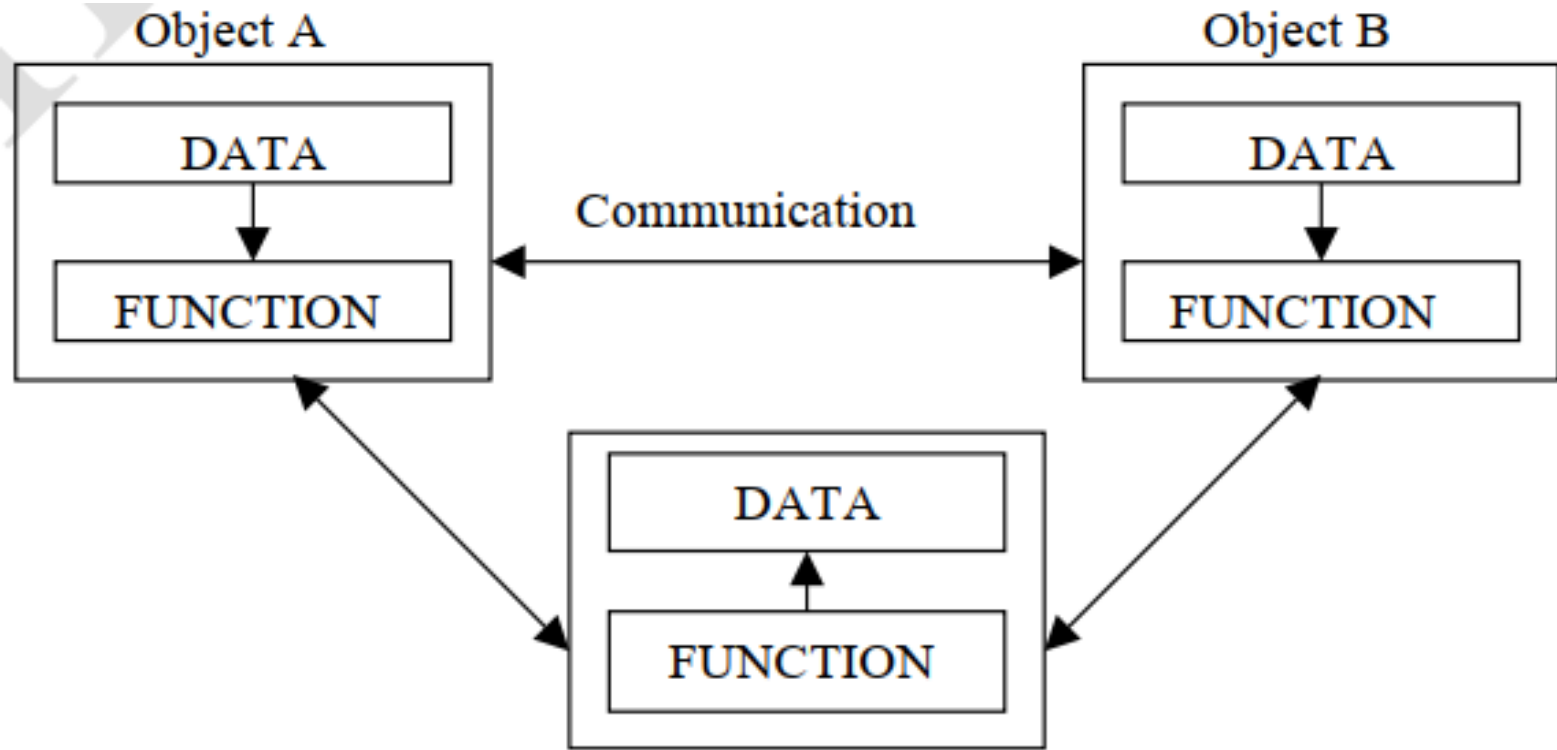 Object A
Object B
DATA
DATA
Communication
FUNCTION
FUNCTION
DATA
FUNCTION